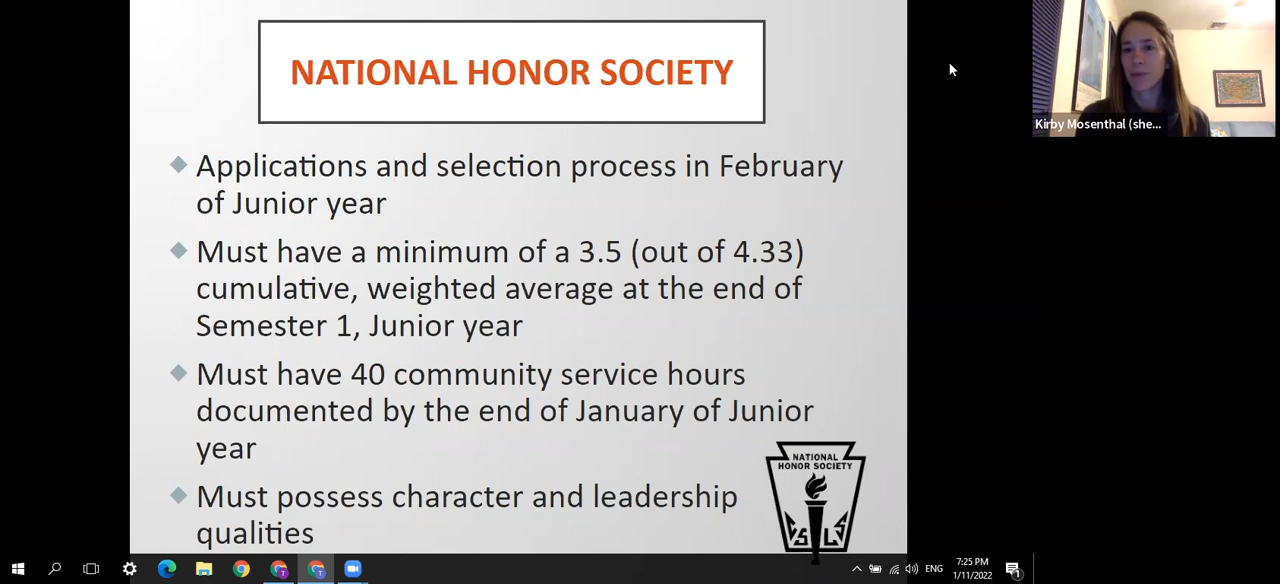 NATIONAL HONOR SOCIETY
Kirby Mosenthal (she...
Applications and selection process in February
of Junior year
Must have a minimum of a 3.5 (out of 4.33)
cumulative, weighted average at the end of
Semester 1, Junior year
Must have 40 community service hours
documented by the end of January of Junior
year
Must possess character and leadership
qualities
NATIONAL
HONOR SOCIETY
C S L S
T
T
ENG
7:25 PM
1/11/2022
1